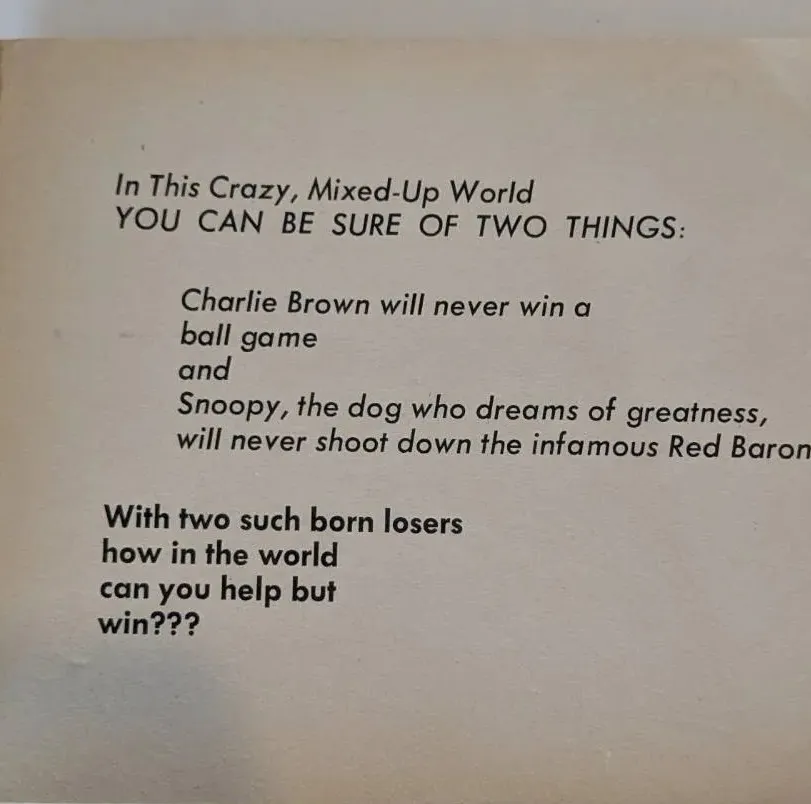 In This Crazy, Mixed-Up World
YOU CAN BE SURE OF TWO THINGS:
Charlie Brown will never win a
ball game
and
Snoopy, the dog who dreams of greatness,
will never shoot down the infamous Red Baron
With two such born losers
how in the world
can you help but
win???